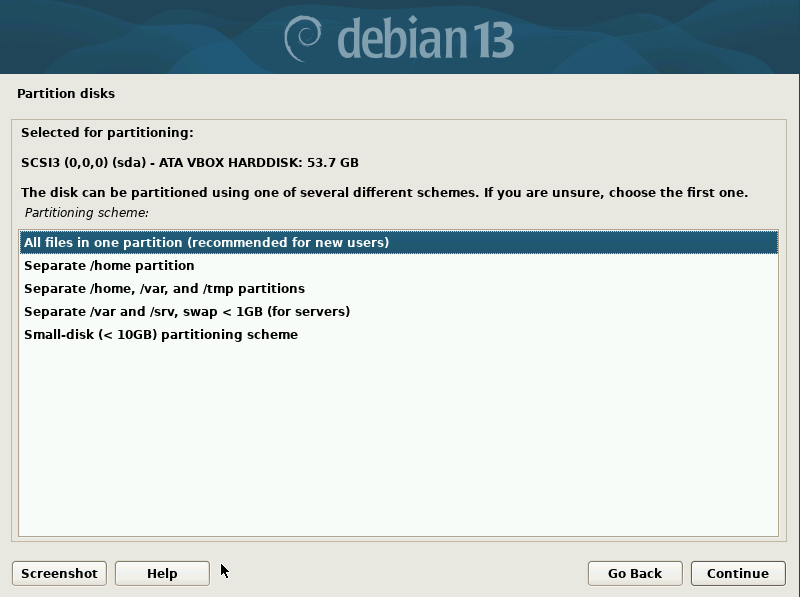 debian 13
Partition disks
Selected for partitioning:
SCSI3 (0,0,0) (sda) - ATA VBOX HARDDISK: 53.7 GB
The disk can be partitioned using one of several different schemes. If you are unsure, choose the first one.
Partitioning scheme:
All files in one partition (recommended for new users)
Separate /home partition
Separate /home, /var, and /tmp partitions
Separate /var and /srv, swap < 1GB (for servers)
Small-disk (< 10GB) partitioning scheme
Screenshot Help Go Back Continue